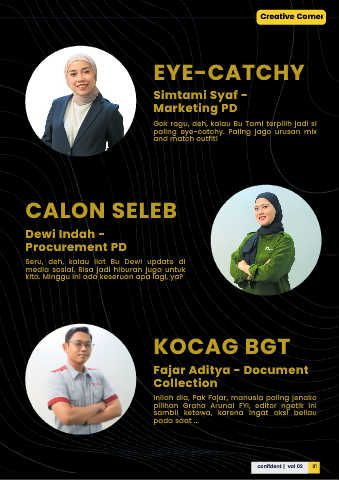 Creative Corner
EYE-CATCHY
Simtami Syaf -
Marketing PD
Gak ragu, deh, kalau Bu Tami terpilih jadi si
paling eye-catchy. Paling jago urusan mix
and match outfit!
CALON SELEB
Dewi Indah -
Procurement PD
Seru, deh, kalau liat Bu Dewi update di
media sosial. Bisa jadi hiburan juga untuk
kita. Minggu ini ada keseruan apa lagi, ya?
KOCAG BGT
Fajar Aditya - Document
Collection
Inilah dia, Pak Fajar, manusia paling jenaka
pilihan Graha Aruna! FYI, editor ngetik ini
sambil ketawa, karena ingat aksi beliau
pada saat ...
confident | vol 03